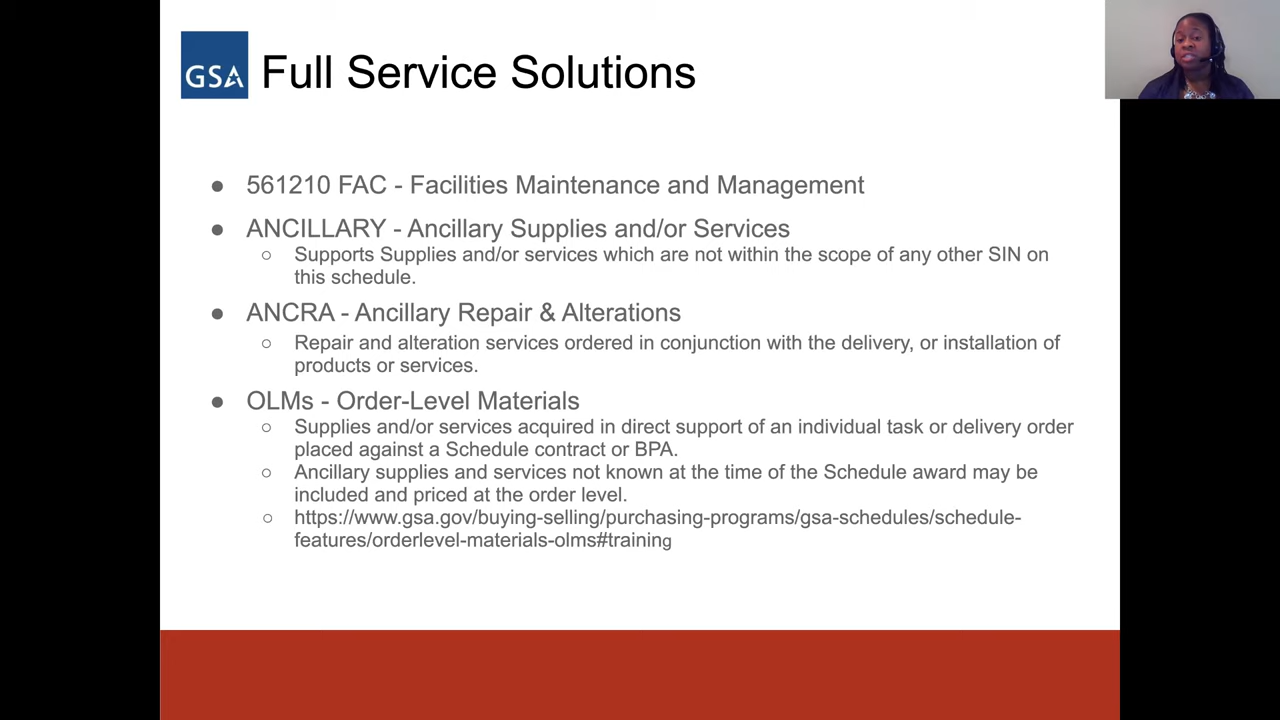 GSA
Full Service Solutions
● 561210 FAC - Facilities Maintenance and Management
● ANCILLARY - Ancillary Supplies and/or Services
○ Supports Supplies and/or services which are not within the scope of any other SIN on
this schedule.
● ANCRA - Ancillary Repair & Alterations
○ Repair and alteration services ordered in conjunction with the delivery, or installation of
products or services.
● OLMs - Order-Level Materials
○ Supplies and/or services acquired in direct support of an individual task or delivery order
placed against a Schedule contract or BPA.
○ Ancillary supplies and services not known at the time of the Schedule award may be
included and priced at the order level.
○ https://www.gsa.gov/buying-selling/purchasing-programs/gsa-schedules/schedule-
features/orderlevel-materials-olms#training